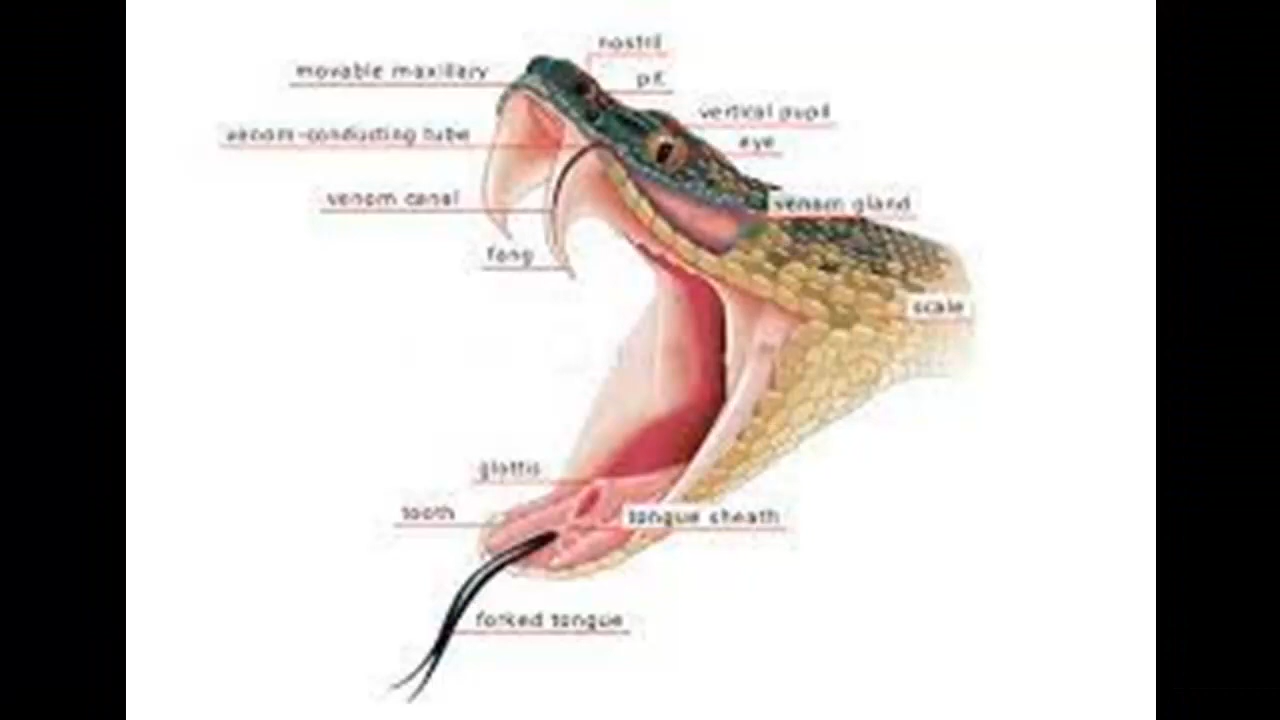 nostril
movable maxillary
pit
vertical pupil
venom-conducting tube
eye
venom canal
venom gland
fang
scale
glottis
tooth
tongue sheath
forked tongue